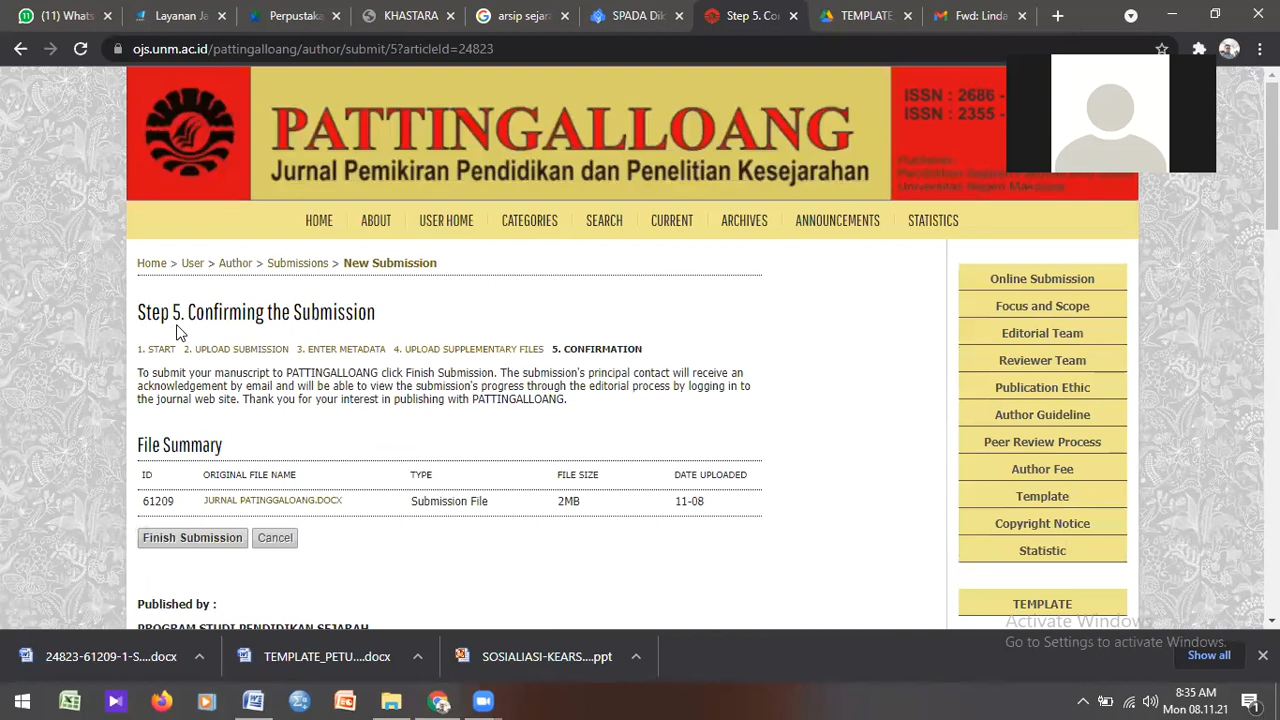 (11) Whats
Layanan Ja
Perpustaka
KHASTARA
arsip sejara
SPADA Dik
Step 5. Co
TEMPLATE
Fwd: Linda
ojs.unm.ac.id/pattingalloang/author/submit/5?articleId=24823
PATTINGALLOANG
Jurnal Pemikiran Pendidikan dan Penelitian Kesejarahan
ISSN : 2686 -
ISSN : 2355 -
HOME
ABOUT
USER HOME
CATEGORIES
SEARCH
CURRENT
ARCHIVES
ANNOUNCEMENTS
STATISTICS
Home > User > Author > Submissions > New Submission
Step 5. Confirming the Submission
1. START 2. UPLOAD SUBMISSION 3. ENTER METADATA 4. UPLOAD SUPPLEMENTARY FILES 5. CONFIRMATION
To submit your manuscript to PATTINGALLOANG click Finish Submission. The submission's principal contact will receive an
acknowledgement by email and will be able to view the submission's progress through the editorial process by logging in to
the journal web site. Thank you for your interest in publishing with PATTINGALLOANG.
File Summary
ID ORIGINAL FILE NAME TYPE FILE SIZE DATE UPLOADED
61209 JURNAL PATINGGALOANG.DOCX Submission File 2MB 11-08
Finish Submission Cancel
Published by :
PROGRAM STUDI PENDIDIKAN SEJARAH
Online Submission
Focus and Scope
Editorial Team
Reviewer Team
Publication Ethic
Author Guideline
Peer Review Process
Author Fee
Template
Copyright Notice
Statistic
TEMPLATE
Activate Windows
Go to Settings to activate Windows.
24823-61209-1-S....docx
TEMPLATE_PETU....docx
SOSIALIASI-KEARS....ppt
Show all
8:35 AM
Mon 08.11.21